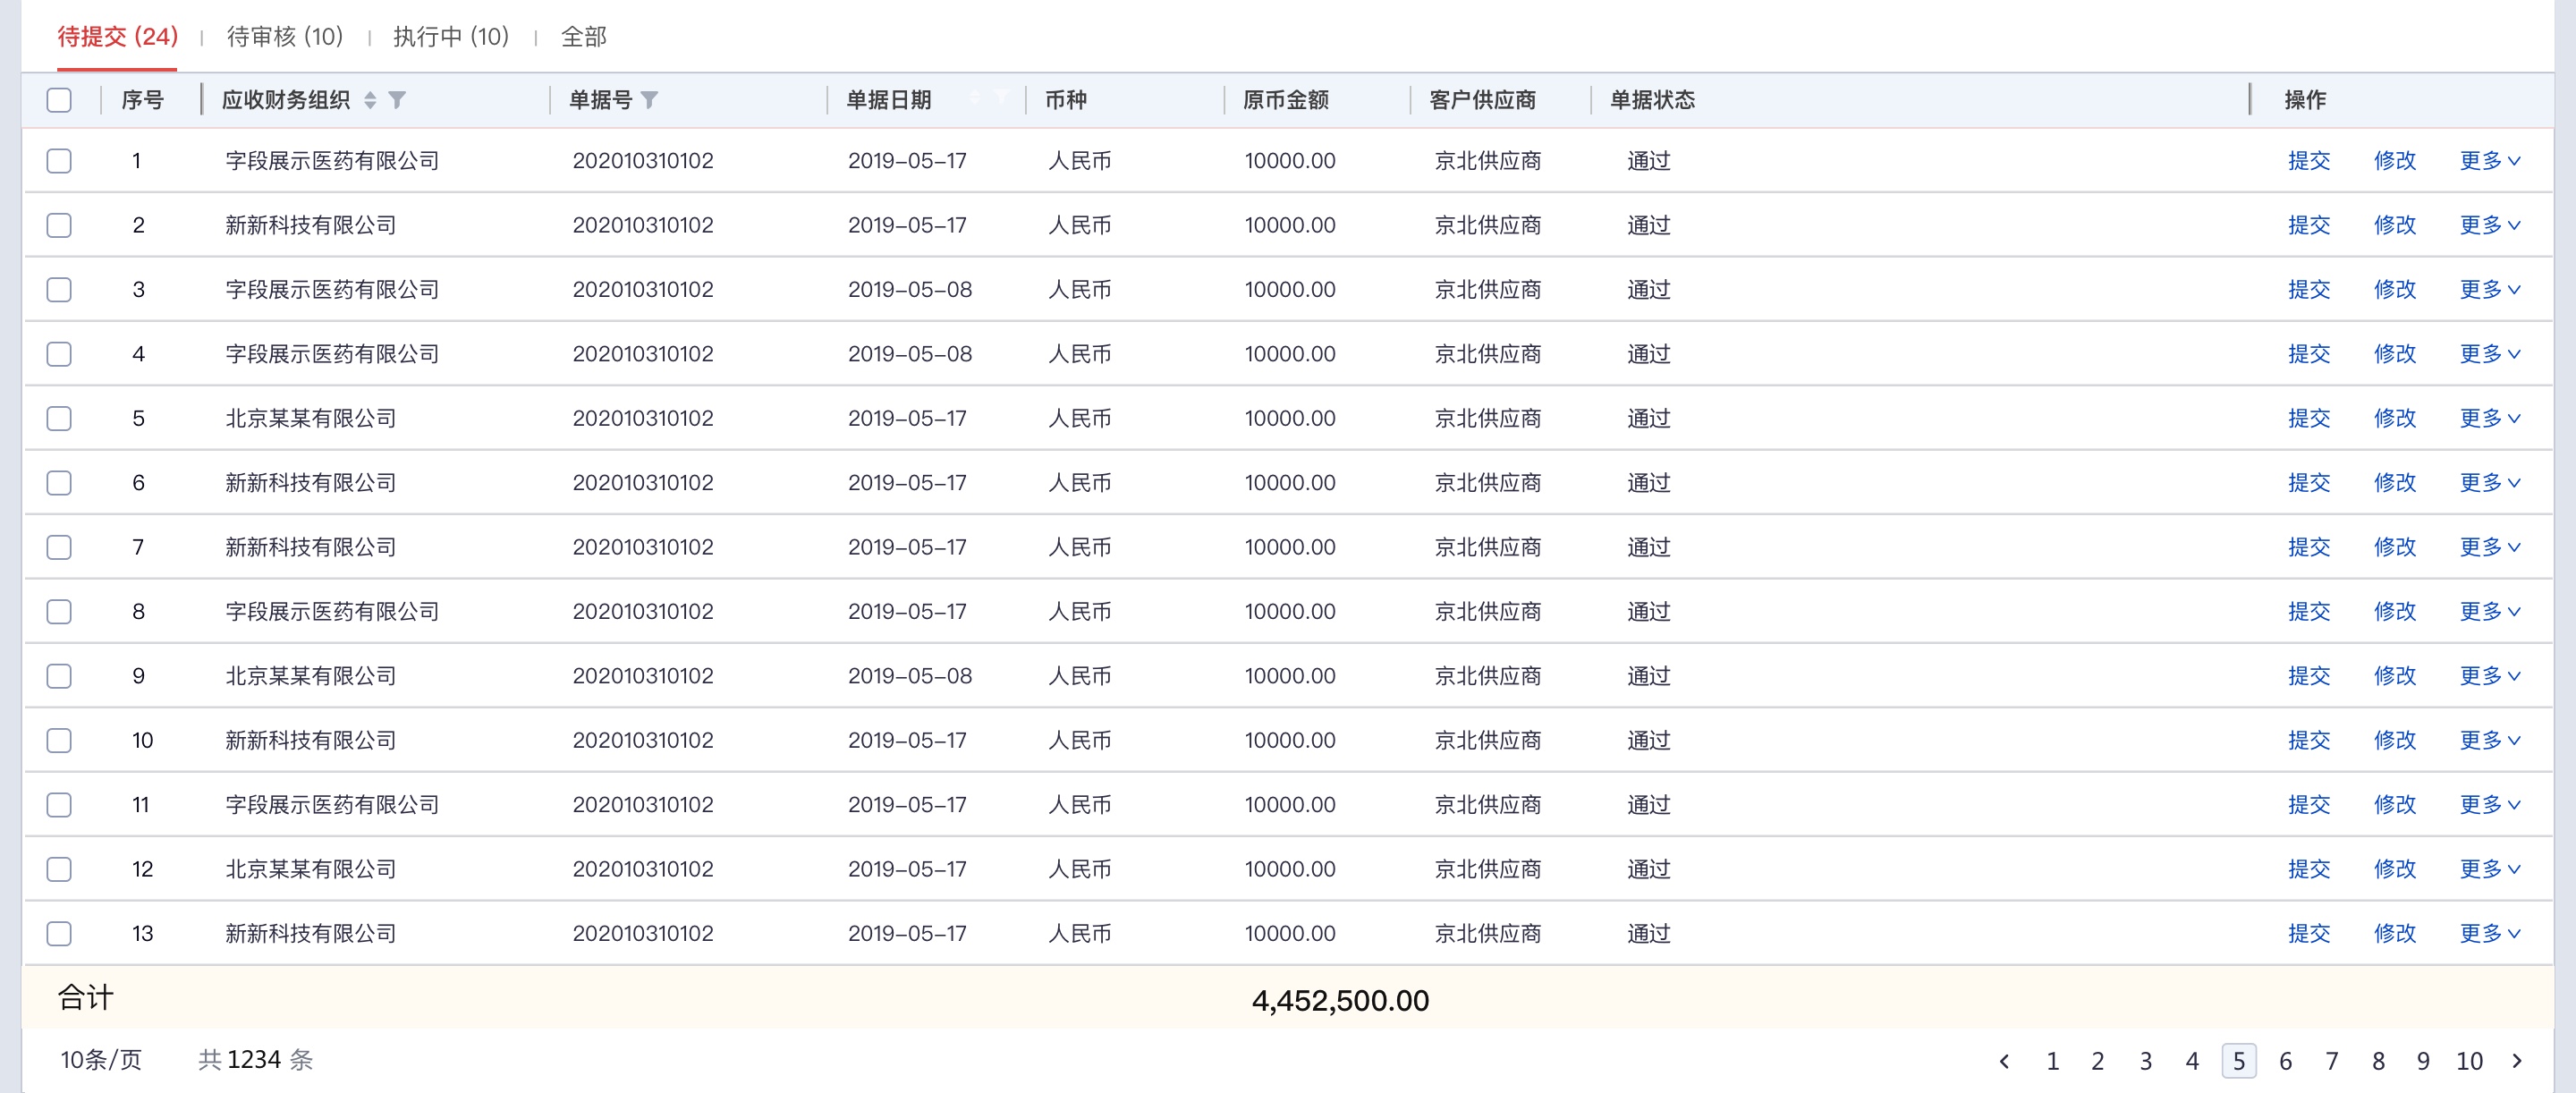 待提交 (24) 待审核 (10) 执行中 (10) 全部
序号 应收财务组织 单据号 单据日期 币种 原币金额 客户供应商 单据状态 操作
1 字段展示医药有限公司 202010310102 2019-05-17 人民币 10000.00 京北供应商 通过 提交 修改 更多
2 新新科技有限公司 202010310102 2019-05-17 人民币 10000.00 京北供应商 通过 提交 修改 更多
3 字段展示医药有限公司 202010310102 2019-05-08 人民币 10000.00 京北供应商 通过 提交 修改 更多
4 字段展示医药有限公司 202010310102 2019-05-08 人民币 10000.00 京北供应商 通过 提交 修改 更多
5 北京某某有限公司 202010310102 2019-05-17 人民币 10000.00 京北供应商 通过 提交 修改 更多
6 新新科技有限公司 202010310102 2019-05-17 人民币 10000.00 京北供应商 通过 提交 修改 更多
7 新新科技有限公司 202010310102 2019-05-17 人民币 10000.00 京北供应商 通过 提交 修改 更多
8 字段展示医药有限公司 202010310102 2019-05-17 人民币 10000.00 京北供应商 通过 提交 修改 更多
9 北京某某有限公司 202010310102 2019-05-08 人民币 10000.00 京北供应商 通过 提交 修改 更多
10 新新科技有限公司 202010310102 2019-05-17 人民币 10000.00 京北供应商 通过 提交 修改 更多
11 字段展示医药有限公司 202010310102 2019-05-17 人民币 10000.00 京北供应商 通过 提交 修改 更多
12 北京某某有限公司 202010310102 2019-05-17 人民币 10000.00 京北供应商 通过 提交 修改 更多
13 新新科技有限公司 202010310102 2019-05-17 人民币 10000.00 京北供应商 通过 提交 修改 更多
合计 4,452,500.00
10条/页 共 1234 条 1 2 3 4 5 6 7 8 9 10